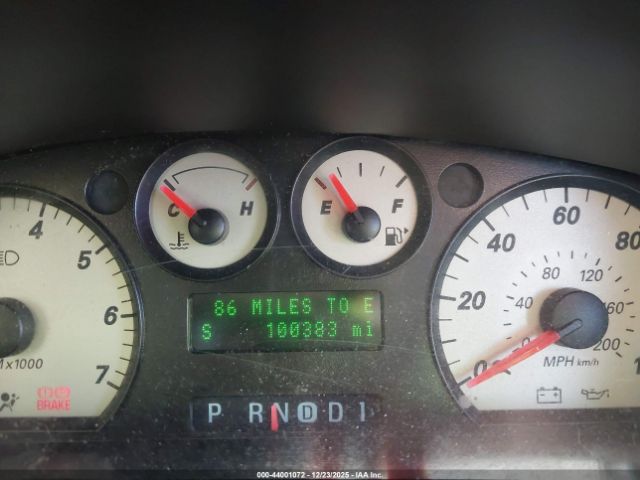 C H
E F
4
5
6
7
x1000
BRAKE
86 MILES TO E
S 100383 mi
P RN D D 1
0 20 40 60 80
40 80 120 160 200
MPH km/h
000-44001072 - 12/23/2025 - IAA Inc.